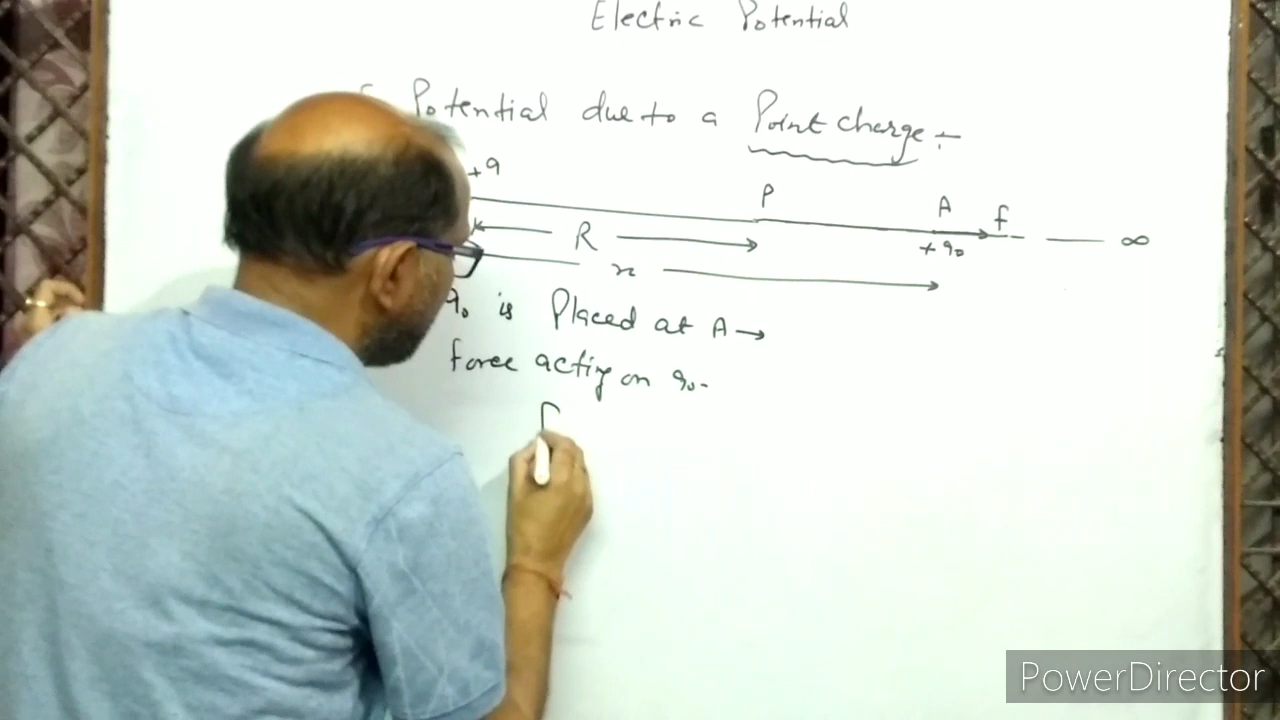 Electric Potential
Potential due to a Point charge :-
+q
P
A
f
R
+q₀
∞
x
q₀ is Placed at A →
force acting on q₀-
PowerDirector